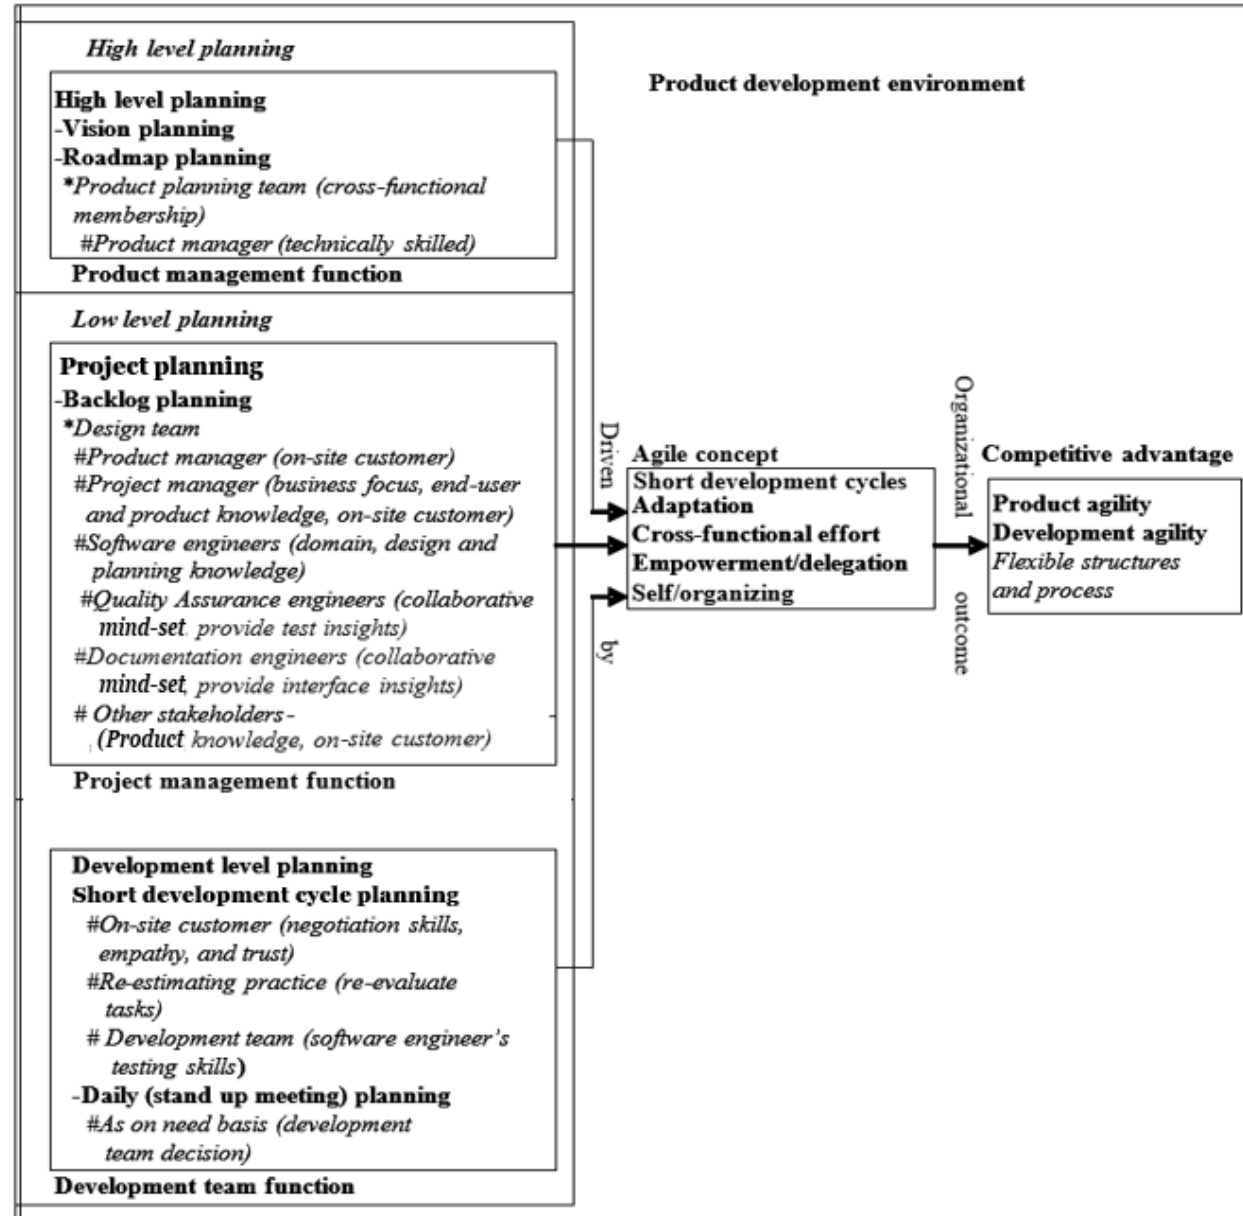 High level planning
Product development environment
High level planning
-Vision planning
-Roadmap planning
*Product planning team (cross-functional
membership)
#Product manager (technically skilled)
Product management function
Low level planning
Project planning
-Backlog planning
*Design team
#Product manager (on-site customer)
#Project manager (business focus, end-user
and product knowledge, on-site customer)
#Software engineers (domain, design and
planning knowledge)
#Quality Assurance engineers (collaborative
mind-set, provide test insights)
#Documentation engineers (collaborative
mind-set, provide interface insights)
# Other stakeholders-
(Product knowledge, on-site customer)
Project management function
Development level planning
Short development cycle planning
#On-site customer (negotiation skills,
empathy, and trust)
#Re-estimating practice (re-evaluate
tasks)
# Development team (software engineer's
testing skills)
-Daily (stand up meeting) planning
#As on need basis (development
team decision)
Development team function
Driven
by
Agile concept
Short development cycles
Adaptation
Cross-functional effort
Empowerment/delegation
Self/organizing
Organizational
outcome
Competitive advantage
Product agility
Development agility
Flexible structures
and process